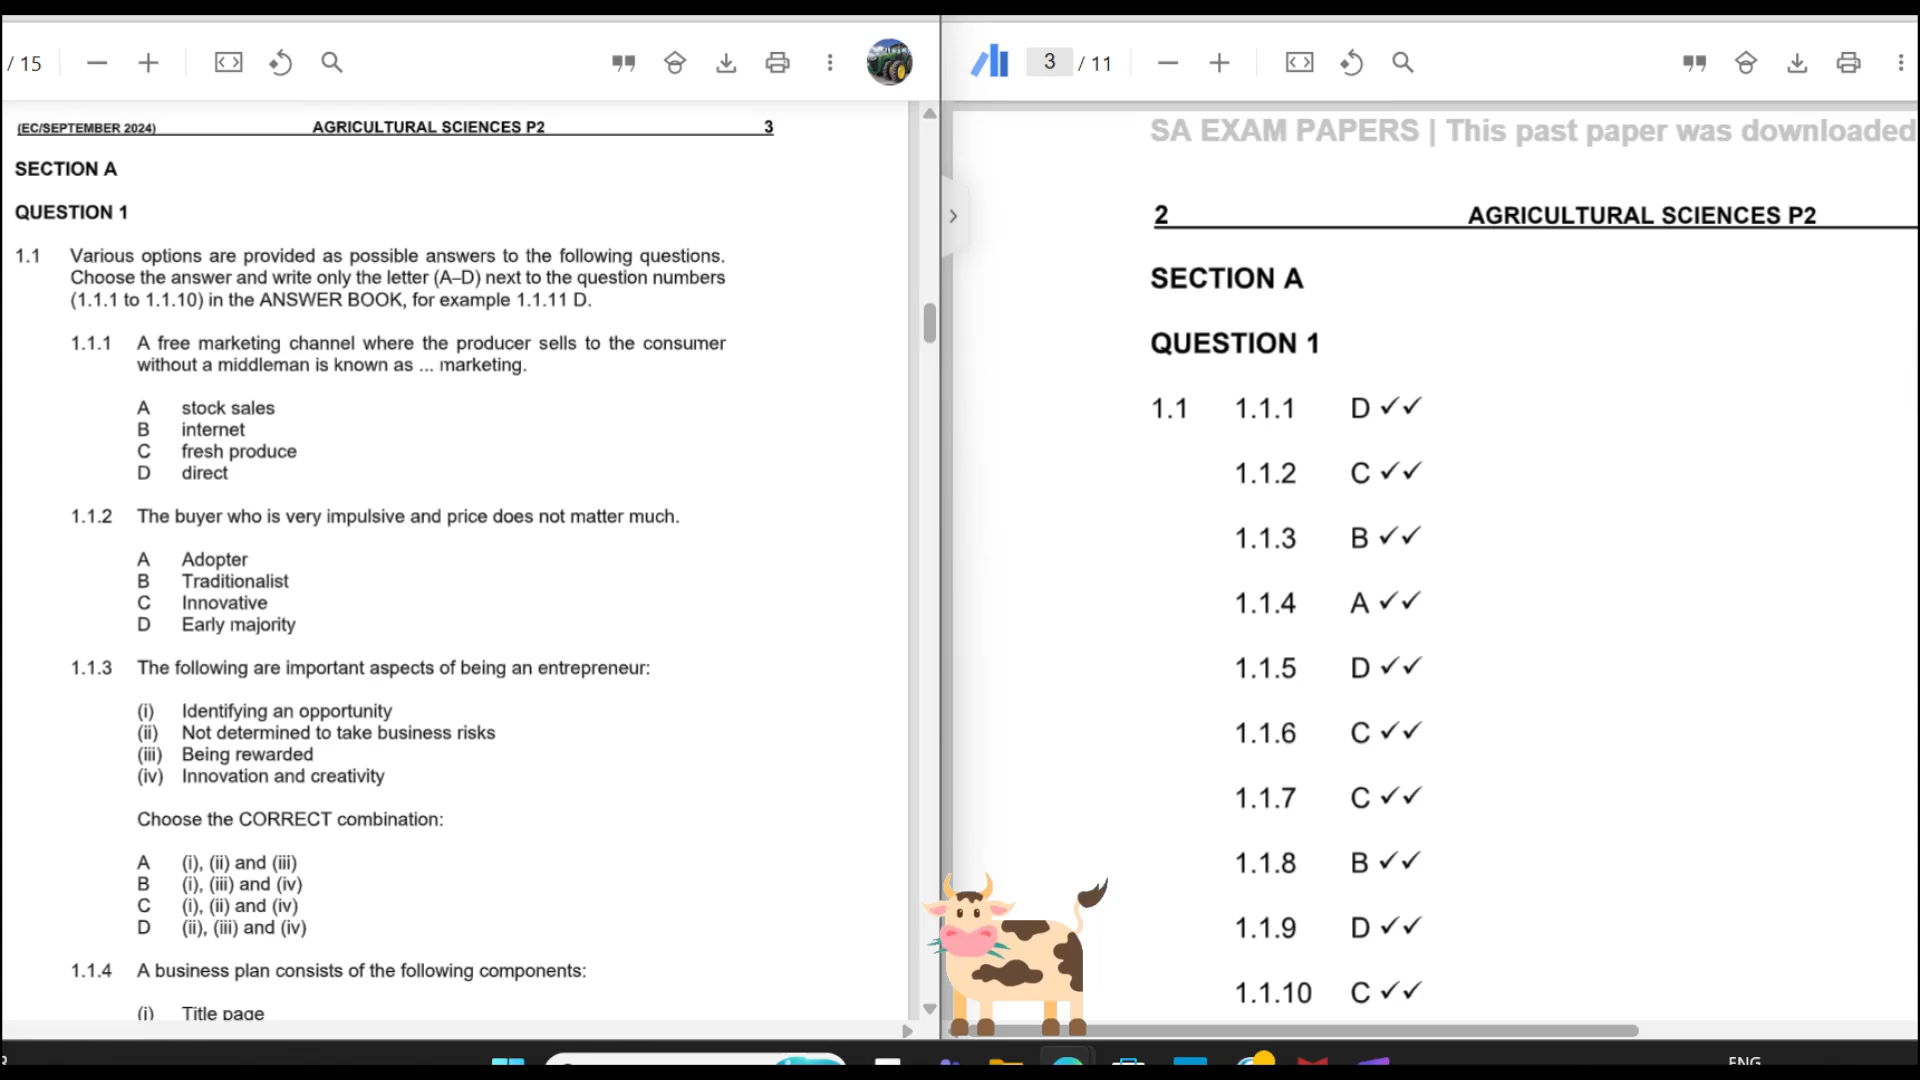 / 15
(EC/SEPTEMBER 2024) AGRICULTURAL SCIENCES P2 3
SECTION A
QUESTION 1
1.1 Various options are provided as possible answers to the following questions.
Choose the answer and write only the letter (A–D) next to the question numbers
(1.1.1 to 1.1.10) in the ANSWER BOOK, for example 1.1.11 D.
1.1.1 A free marketing channel where the producer sells to the consumer
without a middleman is known as ... marketing.
A stock sales
B internet
C fresh produce
D direct
1.1.2 The buyer who is very impulsive and price does not matter much.
A Adopter
B Traditionalist
C Innovative
D Early majority
1.1.3 The following are important aspects of being an entrepreneur:
(i) Identifying an opportunity
(ii) Not determined to take business risks
(iii) Being rewarded
(iv) Innovation and creativity
Choose the CORRECT combination:
A (i), (ii) and (iii)
B (i), (iii) and (iv)
C (i), (ii) and (iv)
D (ii), (iii) and (iv)
1.1.4 A business plan consists of the following components:
(i) Title page
3 / 11
SA EXAM PAPERS | This past paper was downloaded
2 AGRICULTURAL SCIENCES P2
SECTION A
QUESTION 1
1.1 1.1.1 D ✓✓
1.1.2 C ✓✓
1.1.3 B ✓✓
1.1.4 A ✓✓
1.1.5 D ✓✓
1.1.6 C ✓✓
1.1.7 C ✓✓
1.1.8 B ✓✓
1.1.9 D ✓✓
1.1.10 C ✓✓
ENG